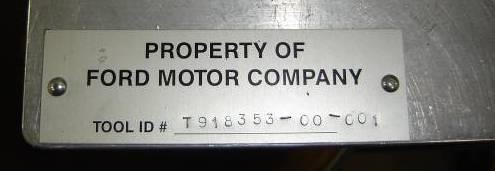 PROPERTY OF
FORD MOTOR COMPANY
TOOL ID # T918353-00-001